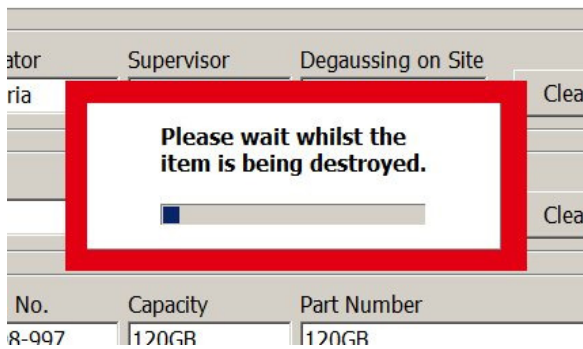 ator Supervisor Degaussing on Site
ria Clea
Please wait whilst the
item is being destroyed.
Clea
No. Capacity Part Number
8-997 120GB 120GB